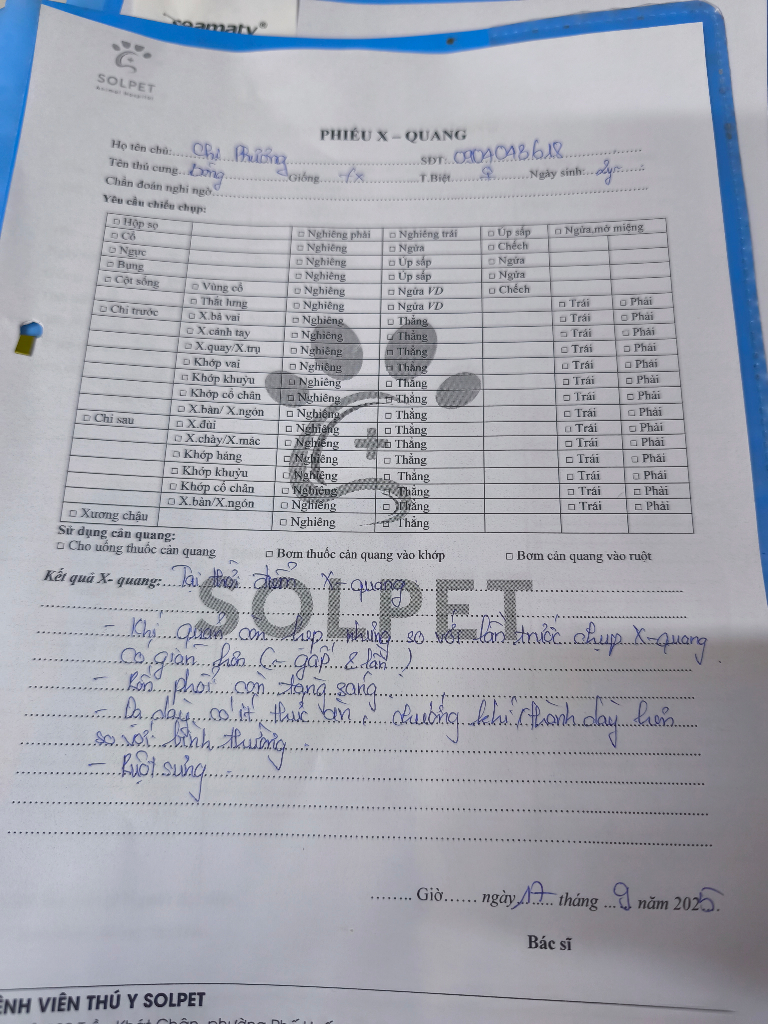 seamaty®
SOLPET
Animal Hospital
PHIẾU X – QUANG
Họ tên chủ: Chị Phương SĐT: 0904043618
Tên thú cưng Bông Giống fx T.Biệt ♀ Ngày sinh: 2y
Chẩn đoán nghi ngờ
Yêu cầu chiếu chụp:
□ Hộp sọ □ Nghiêng phải □ Nghiêng trái □ Úp sấp □ Ngửa mở miệng
□ Cổ □ Nghiêng □ Ngửa □ Chếch
□ Ngực □ Nghiêng □ Úp sấp □ Ngửa
□ Bụng □ Nghiêng □ Úp sấp □ Ngửa
□ Cột sống □ Vùng cổ □ Nghiêng □ Ngửa VD □ Chếch
□ Thắt lưng □ Nghiêng □ Ngửa VD □ Trái □ Phải
□ Chi trước □ X.bả vai □ Nghiêng □ Thẳng □ Trái □ Phải
□ X.cánh tay □ Nghiêng □ Thẳng □ Trái □ Phải
□ X.quay/X.trụ □ Nghiêng □ Thẳng □ Trái □ Phải
□ Khớp vai □ Nghiêng □ Thẳng □ Trái □ Phải
□ Khớp khuỷu □ Nghiêng □ Thẳng □ Trái □ Phải
□ Khớp cổ chân □ Nghiêng □ Thẳng □ Trái □ Phải
□ X.bàn/ X.ngón □ Nghiêng □ Thẳng □ Trái □ Phải
□ Chi sau □ X.đùi □ Nghiêng □ Thẳng □ Trái □ Phải
□ X.chày/X.mác □ Nghiêng □ Thẳng □ Trái □ Phải
□ Khớp háng □ Nghiêng □ Thẳng □ Trái □ Phải
□ Khớp khuỷu □ Nghiêng □ Thẳng □ Trái □ Phải
□ Khớp cổ chân □ Nghiêng □ Thẳng □ Trái □ Phải
□ X.bàn/X.ngón □ Nghiêng □ Thẳng □ Trái □ Phải
□ Xương chậu □ Nghiêng □ Thẳng
Sử dụng cản quang:
□ Cho uống thuốc cản quang □ Bơm thuốc cản quang vào khớp □ Bơm cản quang vào ruột
Kết quả X- quang: Tại thời điểm X-quang
SOLPET
- Khí quản còn hẹp nhưng so với lần trước chụp X-quang
có giãn hơn (~ gấp 2 lần)
- Rốn phổi còn tăng sáng
- Dạ dày có ít thức ăn, chướng khí (thành dày hơn
so với bình thường
- Ruột sưng
........ Giờ...... ngày 17 tháng 9 năm 2025.
Bác sĩ
ỆNH VIỆN THÚ Y SOLPET